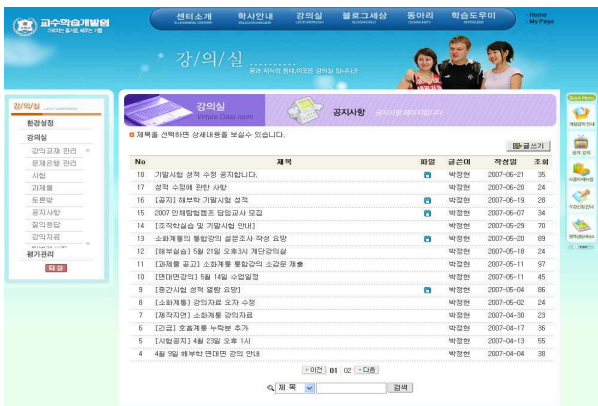 교수학습개발원
가르치는 즐거움, 배우는 기쁨
센터소개 학사안내 강의실 블로그세상 동아리 학습도우미
Home
My Page
강/의/실
강/의/실
강의실
Virture Class room
공지사항
환경설정
강의실
강의교재 관리
문제은행 관리
시험
과제물
토론방
공지사항
질의응답
강의자료
평가관리
퇴실
제목을 선택하면 상세내용을 보실수 있습니다.
글쓰기
No 제목 파일 글쓴이 작성일 조회
18 기말시험 성적 수정 공지합니다. 박정현 2007-06-21 35
17 성적 수정에 관한 사항 박정현 2007-06-20 24
16 [공지] 해부학 기말시험 성적 박정현 2007-06-19 28
15 2007 인체탐험캠프 담임교사 모집 박정현 2007-06-07 34
14 [조직학실습 및 기말시험 안내] 박정현 2007-05-29 70
13 소화계통의 통합강의 설문조사 작성 요망 박정현 2007-05-20 89
12 [해부실습] 5월 21일 오후3시 계단강의실 박정현 2007-05-18 24
11 [과제물 공고] 소화계통 통합강의 소감문 제출 박정현 2007-05-11 97
10 [면대면강의] 5월 14일 수업일정 박정현 2007-05-11 45
9 [중간시험 성적 열람 요망] 박정현 2007-05-04 86
8 [소화계통] 강의자료 오자 수정 박정현 2007-05-02 24
7 [제작지연] 소화계통 강의자료 박정현 2007-04-30 23
6 [긴급] 호흡계통 누락분 추가 박정현 2007-04-17 36
5 [시험공지] 4월 23일 오후 1시 박정현 2007-04-13 55
4 4월 9일 해부학 면대면 강의 안내 박정현 2007-04-04 38
이전 01 02 다음
제 목 검색